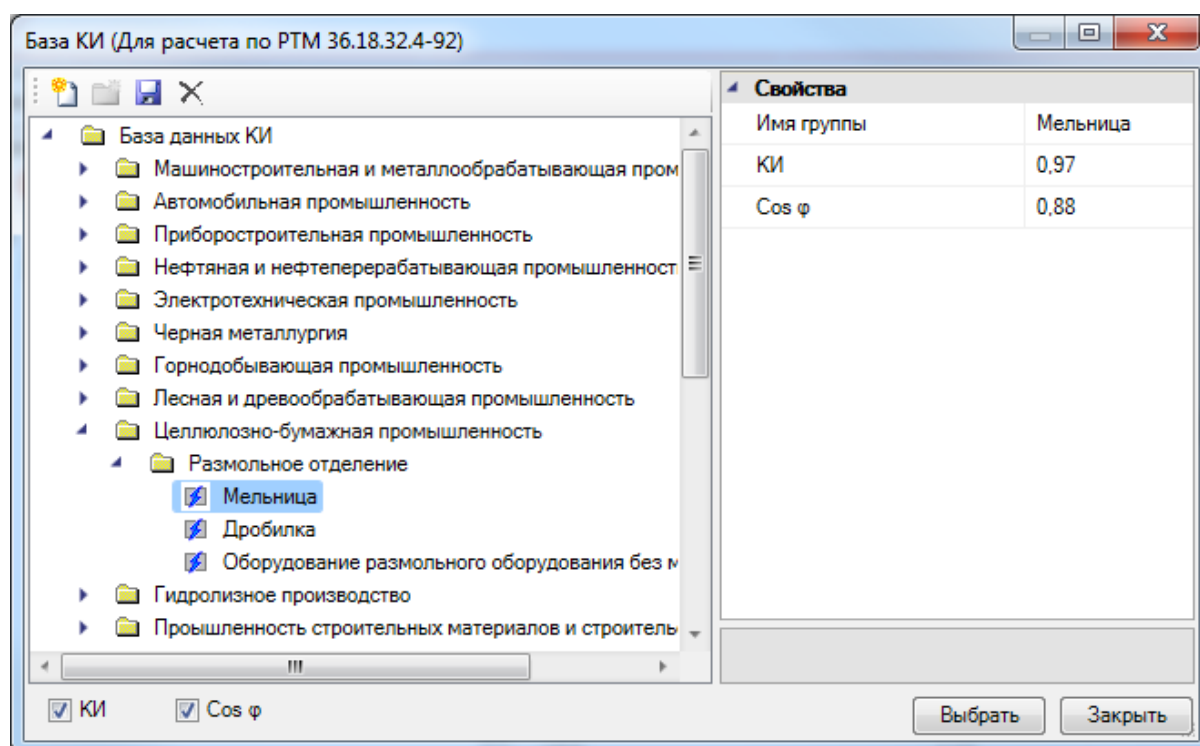 База КИ (Для расчета по РТМ 36.18.32.4-92)
База данных КИ
Машиностроительная и металлообрабатывающая пром
Автомобильная промышленность
Приборостроительная промышленность
Нефтяная и нефтеперерабатывающая промышленност
Электротехническая промышленность
Черная металлургия
Горнодобывающая промышленность
Лесная и древообрабатывающая промышленность
Целлюлозно-бумажная промышленность
Размольное отделение
Мельница
Дробилка
Оборудование размольного оборудования без м
Гидролизное производство
Проышленность строительных материалов и строитель
Свойства
Имя группы Мельница
КИ 0,97
Cos φ 0,88
КИ Cos φ
Выбрать Закрыть